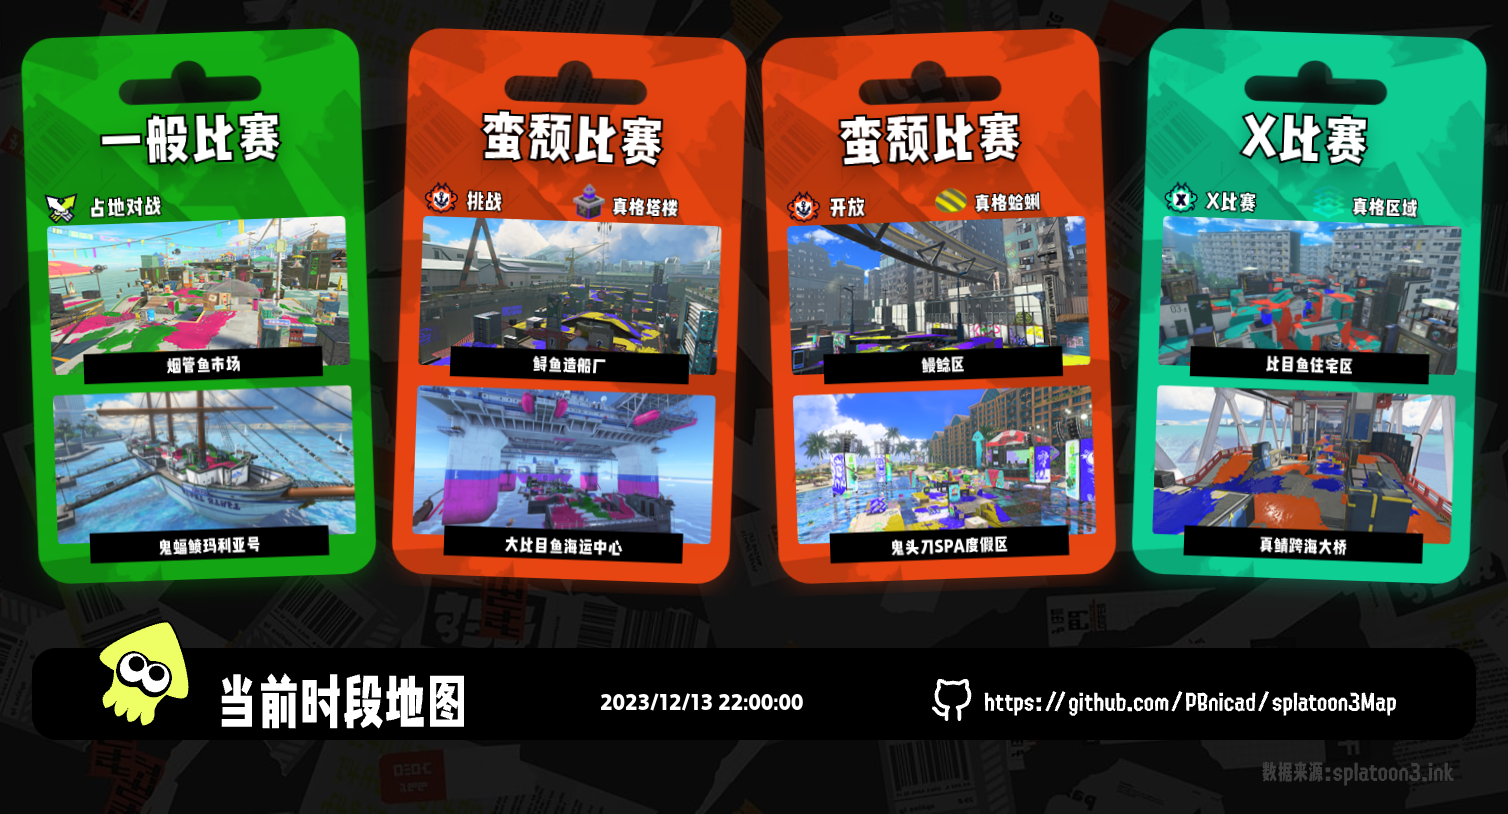 一般比赛
占地对战
烟管鱼市场
鬼蝠鲼玛利亚号
蛮颓比赛
挑战
真格塔楼
鲟鱼造船厂
大比目鱼海运中心
蛮颓比赛
开放
真格蛤蜊
鳗鲶区
鬼头刀SPA度假区
X比赛
X比赛
真格区域
比目鱼住宅区
真鲭跨海大桥
当前时段地图
2023/12/13 22:00:00
https://github.com/PBnicad/splatoon3Map
数据来源:splatoon3.ink